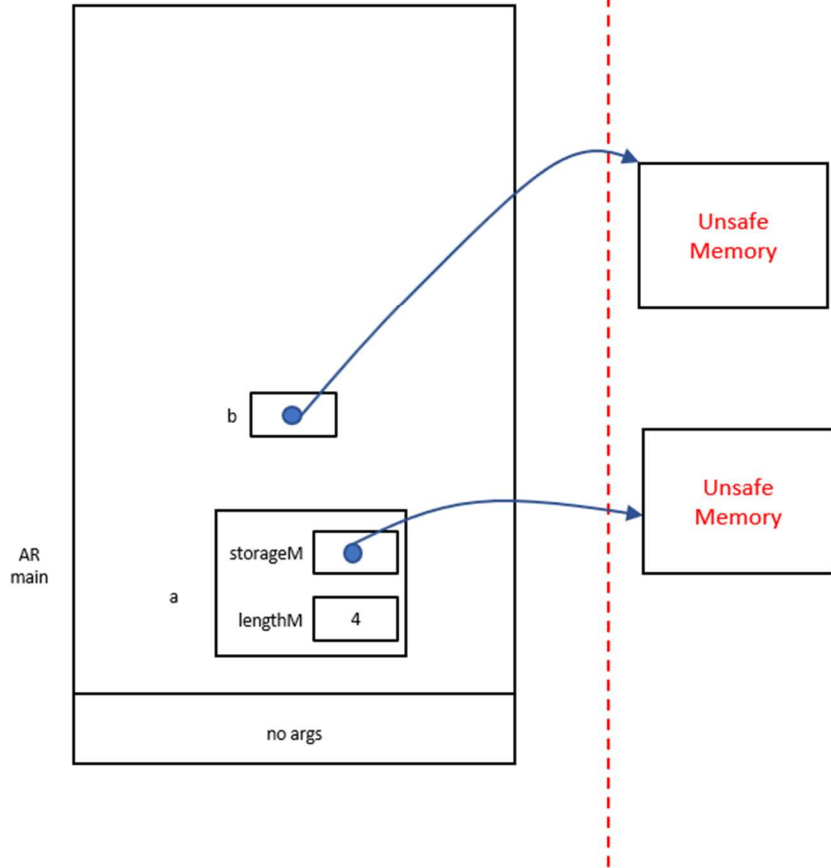 Unsafe
Memory
b
Unsafe
Memory
storageM
AR
main
a
lengthM 4
no args